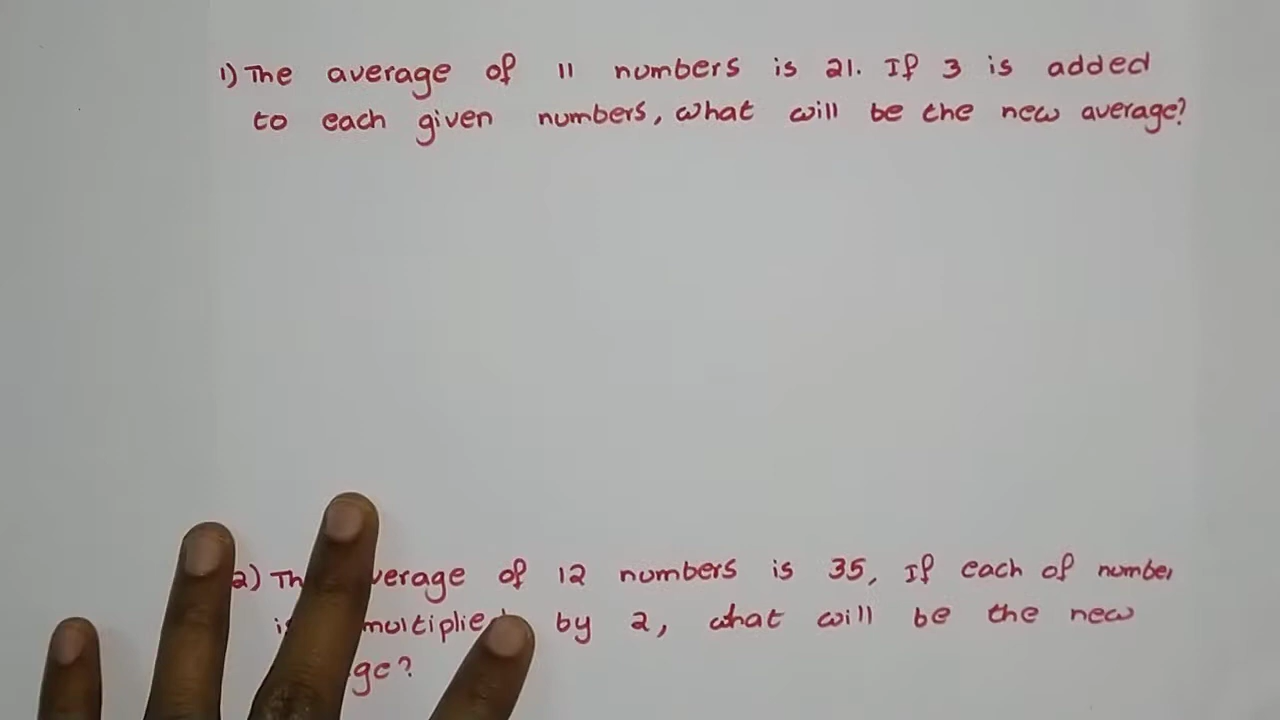 1) The average of 11 numbers is 21. If 3 is added
to each given numbers, what will be the new average?
2) Th verage of 12 numbers is 35, If each of number
multiplied by 2, what will be the new
ge?